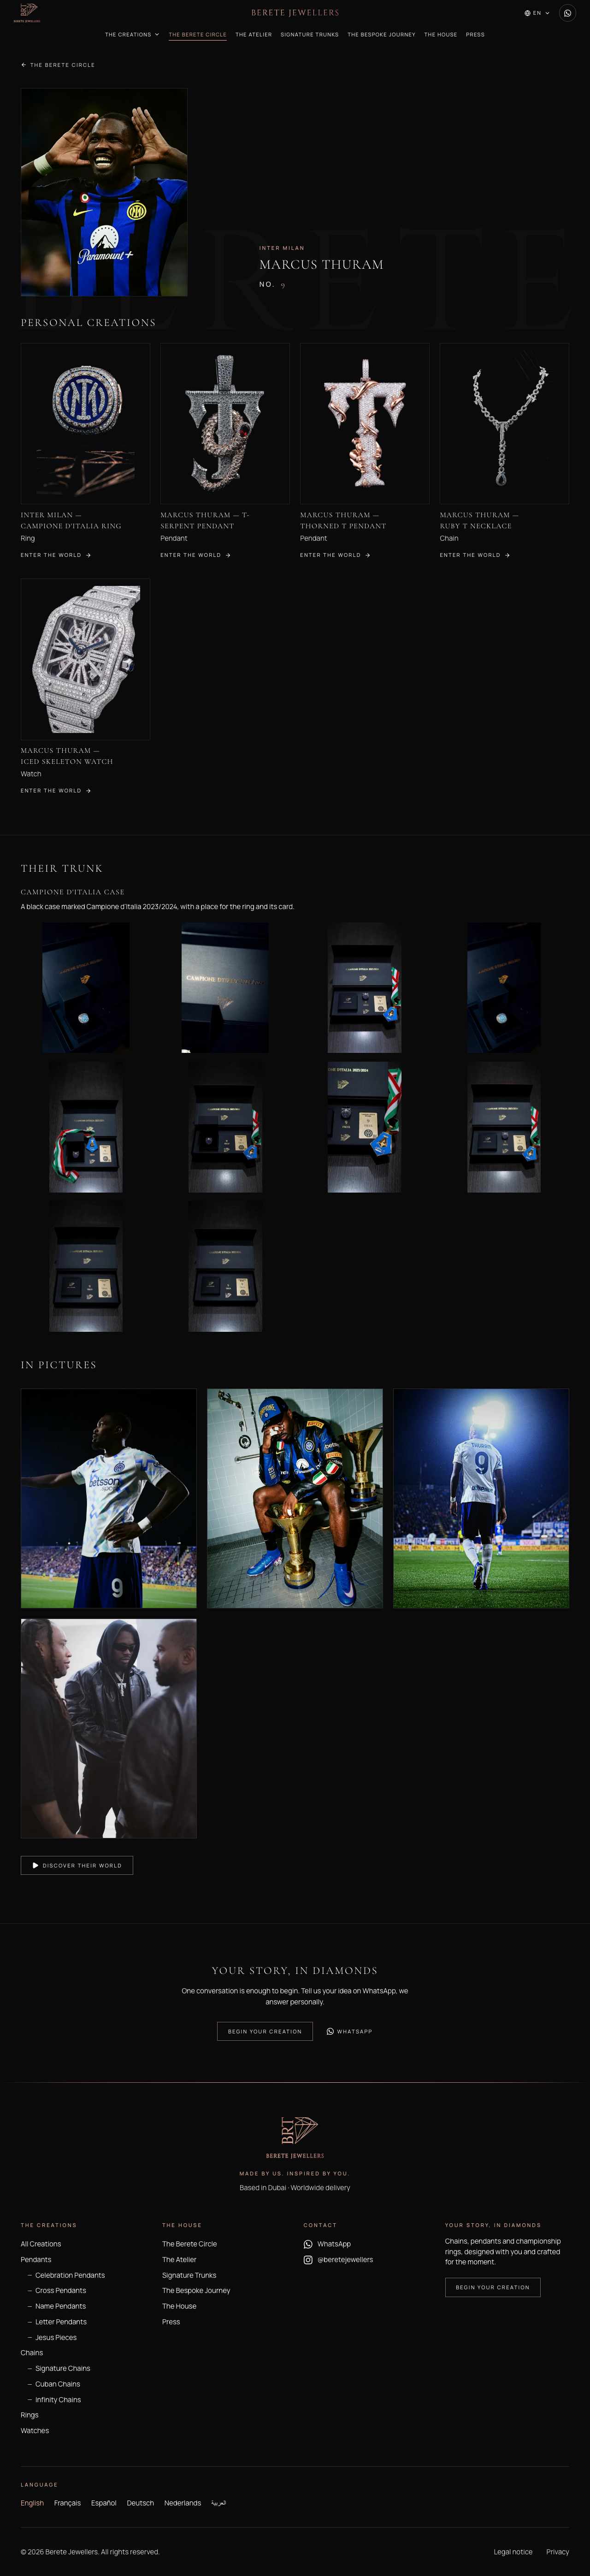 BERETE JEWELLERS
BERETE JEWELLERS
EN
THE CREATIONS
THE BERETE CIRCLE
THE ATELIER
SIGNATURE TRUNKS
THE BESPOKE JOURNEY
THE HOUSE
PRESS
THE BERETE CIRCLE
Paramount+
BERETE
INTER MILAN
MARCUS THURAM
NO. 9
PERSONAL CREATIONS
INTER MILAN —
CAMPIONE D'ITALIA RING
Ring
ENTER THE WORLD
MARCUS THURAM — T-
SERPENT PENDANT
Pendant
ENTER THE WORLD
MARCUS THURAM —
THORNED T PENDANT
Pendant
ENTER THE WORLD
MARCUS THURAM —
RUBY T NECKLACE
Chain
ENTER THE WORLD
MARCUS THURAM —
ICED SKELETON WATCH
Watch
ENTER THE WORLD
THEIR TRUNK
CAMPIONE D'ITALIA CASE
A black case marked Campione d'Italia 2023/2024, with a place for the ring and its card.
IN PICTURES
betsson
9
9
DISCOVER THEIR WORLD
YOUR STORY, IN DIAMONDS
One conversation is enough to begin. Tell us your idea on WhatsApp, we
answer personally.
BEGIN YOUR CREATION
WHATSAPP
BRT
BERETE JEWELLERS
MADE BY US. INSPIRED BY YOU.
Based in Dubai · Worldwide delivery
THE CREATIONS
All Creations
Pendants
— Celebration Pendants
— Cross Pendants
— Name Pendants
— Letter Pendants
— Jesus Pieces
Chains
— Signature Chains
— Cuban Chains
— Infinity Chains
Rings
Watches
THE HOUSE
The Berete Circle
The Atelier
Signature Trunks
The Bespoke Journey
The House
Press
CONTACT
WhatsApp
@beretejewellers
YOUR STORY, IN DIAMONDS
Chains, pendants and championship
rings, designed with you and crafted
for the moment.
BEGIN YOUR CREATION
LANGUAGE
English
Français
Español
Deutsch
Nederlands
العربية
© 2026 Berete Jewellers. All rights reserved.
Legal notice
Privacy